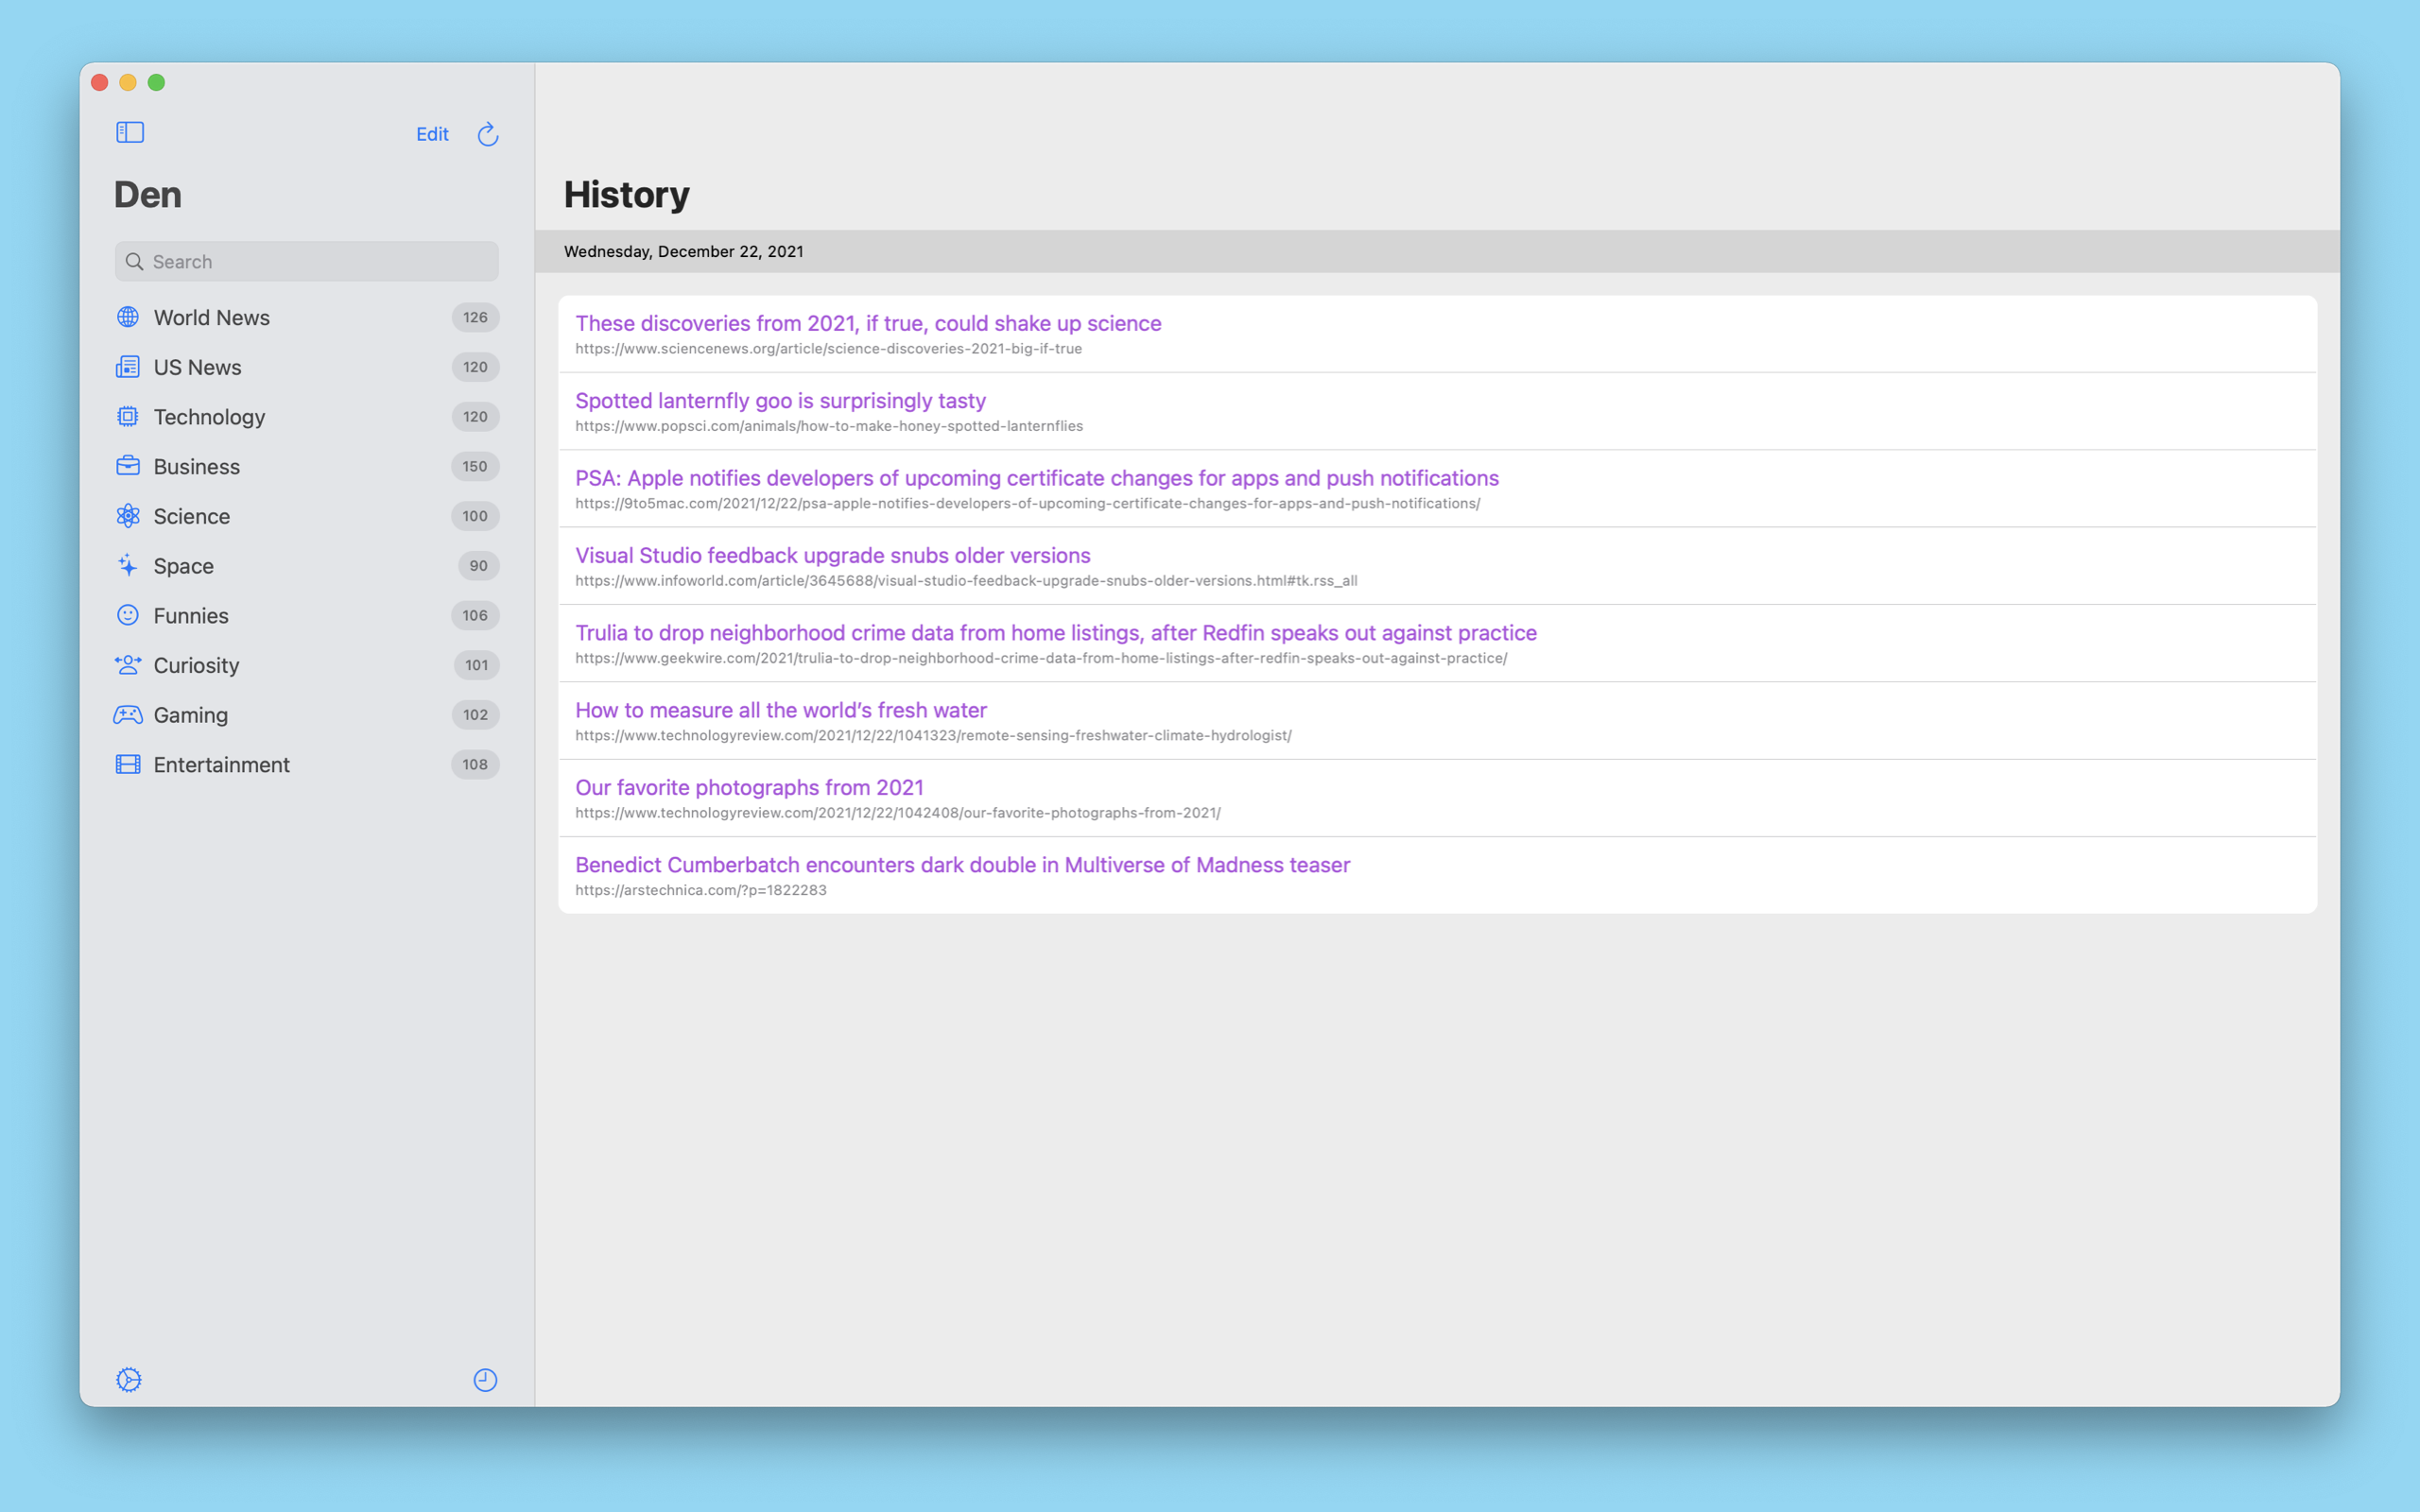 Edit
Den
Search
World News 126
US News 120
Technology 120
Business 150
Science 100
Space 90
Funnies 106
Curiosity 101
Gaming 102
Entertainment 108
History
Wednesday, December 22, 2021
These discoveries from 2021, if true, could shake up science
https://www.sciencenews.org/article/science-discoveries-2021-big-if-true
Spotted lanternfly goo is surprisingly tasty
https://www.popsci.com/animals/how-to-make-honey-spotted-lanternflies
PSA: Apple notifies developers of upcoming certificate changes for apps and push notifications
https://9to5mac.com/2021/12/22/psa-apple-notifies-developers-of-upcoming-certificate-changes-for-apps-and-push-notifications/
Visual Studio feedback upgrade snubs older versions
https://www.infoworld.com/article/3645688/visual-studio-feedback-upgrade-snubs-older-versions.html#tk.rss_all
Trulia to drop neighborhood crime data from home listings, after Redfin speaks out against practice
https://www.geekwire.com/2021/trulia-to-drop-neighborhood-crime-data-from-home-listings-after-redfin-speaks-out-against-practice/
How to measure all the world’s fresh water
https://www.technologyreview.com/2021/12/22/1041323/remote-sensing-freshwater-climate-hydrologist/
Our favorite photographs from 2021
https://www.technologyreview.com/2021/12/22/1042408/our-favorite-photographs-from-2021/
Benedict Cumberbatch encounters dark double in Multiverse of Madness teaser
https://arstechnica.com/?p=1822283